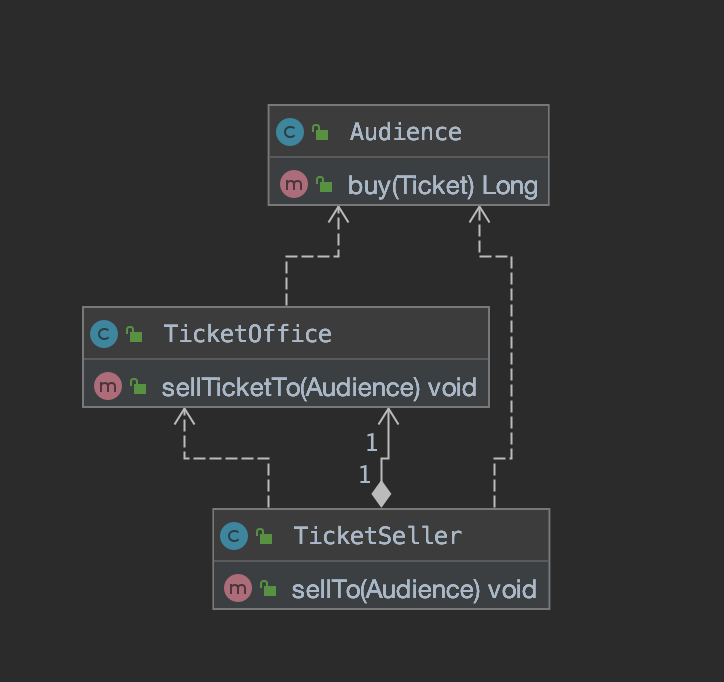 C Audience
m buy(Ticket) Long
C TicketOffice
m sellTicketTo(Audience) void
1
1
C TicketSeller
m sellTo(Audience) void